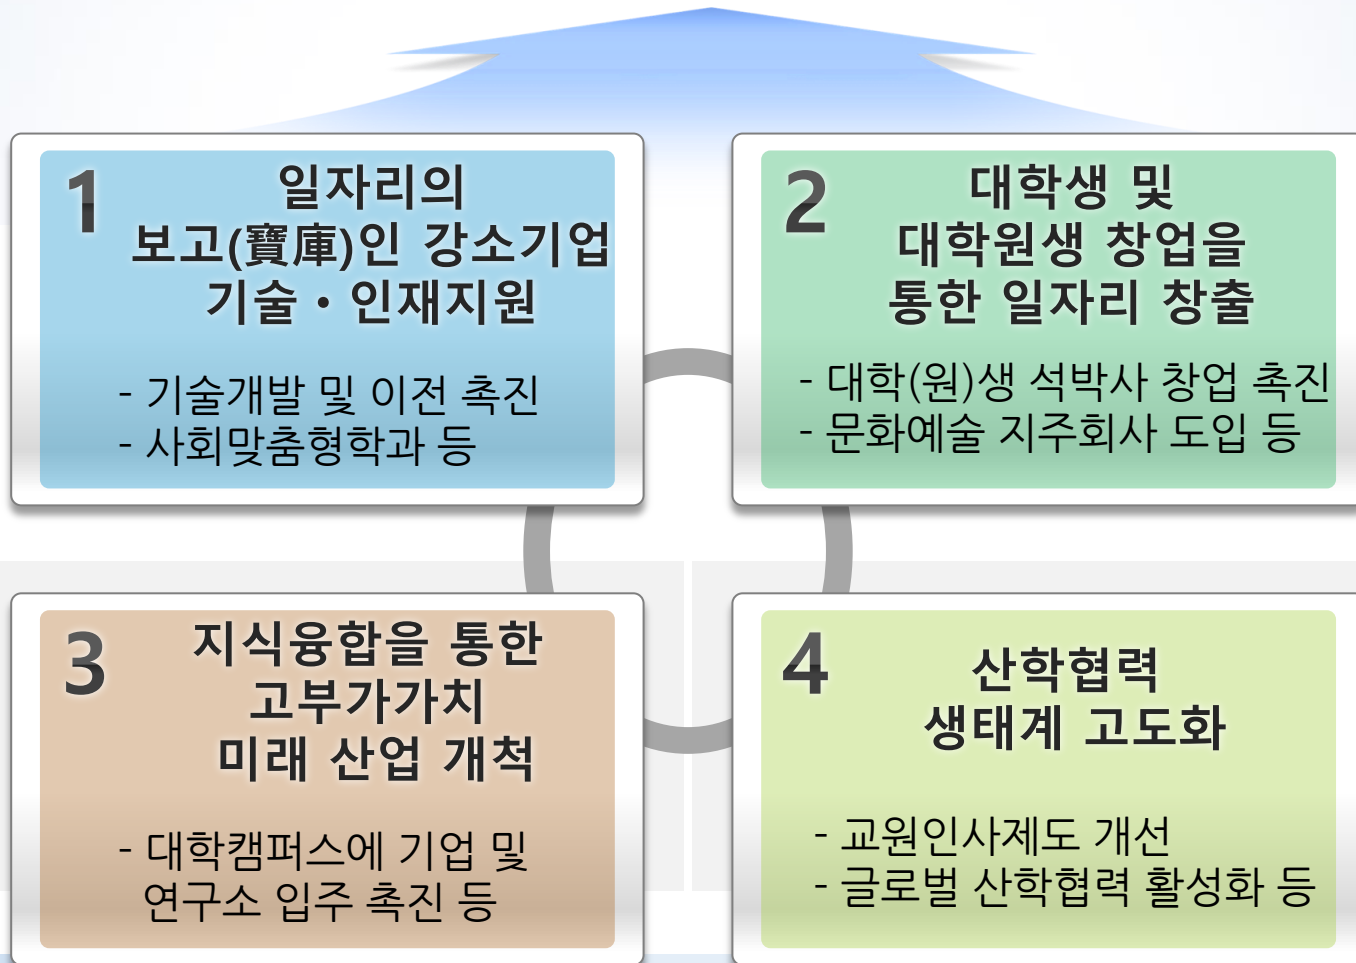 1
일자리의
보고(寶庫)인 강소기업
기술・인재지원
- 기술개발 및 이전 촉진
- 사회맞춤형학과 등
2
대학생 및
대학원생 창업을
통한 일자리 창출
- 대학(원)생 석박사 창업 촉진
- 문화예술 지주회사 도입 등
3
지식융합을 통한
고부가가치
미래 산업 개척
- 대학캠퍼스에 기업 및
연구소 입주 촉진 등
4
산학협력
생태계 고도화
- 교원인사제도 개선
- 글로벌 산학협력 활성화 등